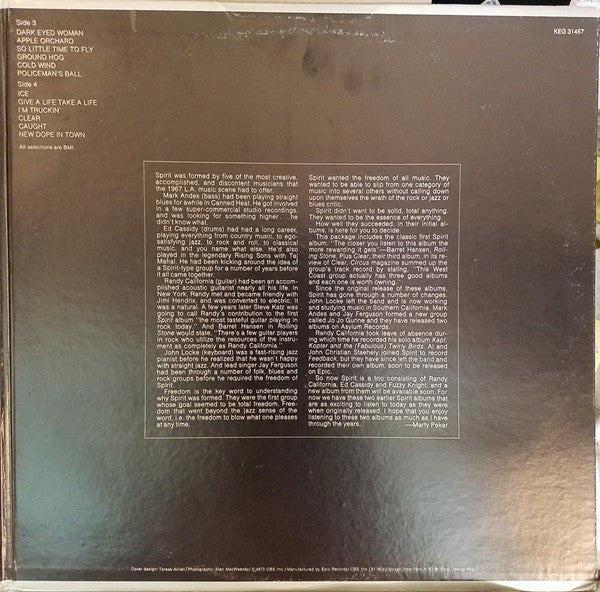 Side 3
DARK EYED WOMAN
APPLE ORCHARD
SO LITTLE TIME TO FLY
GROUND HOG
COLD WIND
POLICEMAN'S BALL
Side 4
ICE
GIVE A LIFE TAKE A LIFE
I'M TRUCKIN'
CLEAR
CAUGHT
NEW DOPE IN TOWN
All selections are BMI.
KEG 31457
Spirit was formed by five of the most creative,
accomplished, and discontent musicians that
the 1967 L.A. music scene had to offer.
Mark Andes (bass) had been playing straight
blues for awhile in Canned Heat. He got involved
in a few super-commercial studio recordings,
and was looking for something higher . . . he
didn't know what.
Ed Cassidy (drums) had had a long career,
playing everything from country music, to ego-
satisfying jazz, to rock and roll, to classical
music, and you name what else. He'd also
played in the legendary Rising Sons with Taj
Mahal. He had been kicking around the idea of
a Spirit-type group for a number of years before
it all came together.
Randy California (guitar) had been an accom-
plished acoustic guitarist nearly all his life. In
New York, Randy met and became friendly with
Jimi Hendrix, and was converted to electric. It
was a natural. A few years later Steve Katz was
going to call Randy's contribution to the first
Spirit album "the most tasteful guitar playing in
rock today." And Barret Hansen in Rolling
Stone would state, "There's a few guitar players
in rock who utilize the resources of the instru-
ment as completely as Randy California."
John Locke (keyboard) was a fast-rising jazz
pianist before he realized that he wasn't happy
with straight jazz. And lead singer Jay Ferguson
had been through a number of folk, blues and
rock groups before he required the freedom of
Spirit.
Freedom is the key word to understanding
why Spirit was formed. They were the first group
whose goal seemed to be total freedom. Free-
dom that went beyond the jazz sense of the
word, i.e. the freedom to blow what one pleases
at any time.
Spirit wanted the freedom of all music. They
wanted to be able to slip from one category of
music into several others without calling down
upon themselves the wrath of the rock or jazz or
blues critic.
Spirit didn't want to be solid, total anything.
They wanted to be the essence of everything.
How well they succeeded, in their initial al-
bums, is here for you to decide.
This package includes the classic first Spirit
album. "The closer you listen to this album the
more rewarding it gets"—Barret Hansen, Roll-
ing Stone. Plus Clear, their third album. In its re-
view of Clear, Circus magazine summed up the
group's track record by stating, "This West
Coast group actually has three good albums
and each one is worth owning."
Since the original release of these albums,
Spirit has gone through a number of changes.
John Locke left the band and is now working
and studying music in Southern California. Mark
Andes and Jay Ferguson formed a new group
called Jo Jo Gunne and they have released two
albums on Asylum Records.
Randy California took leave of absence dur-
ing which time he recorded his solo album Kapt.
Kopter and the (Fabulous) Twirly Birds. Al and
John Christian Staehely joined Spirit to record
Feedback, but they have since left the band and
recorded their own album, soon to be released
on Epic.
So now Spirit is a trio consisting of Randy
California, Ed Cassidy and Fuzzy Knight, and a
new album from them will be available soon. For
now we have these two earlier Spirit albums that
are as exciting to listen to today as they were
when originally released. I hope that you enjoy
listening to these two albums as much as I have
through the years. —Marty Pekar
Cover design: Teresa Alfieri / Photography: Alen MacWeeney / © 1973 CBS, Inc. / Manufactured by Epic Records / CBS, Inc. / 51 W. 52 Street, New York, N.Y.